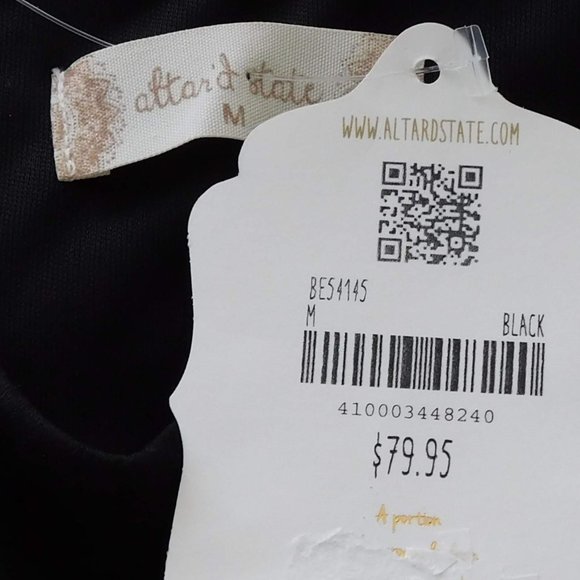 altar'd state
M
WWW.ALTARDSTATE.COM
BE54145
M BLACK
410003448240
$79.95
A portion